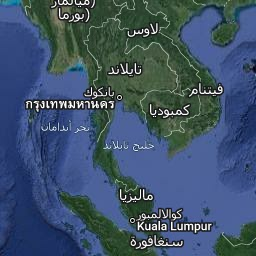 (ميانمار
(بورما
لاوس
تايلاند
بانكوك
กรุงเทพมหานคร
فيتنام
كمبوديا
بحر أندامان
خليج تايلاند
ماليزيا
كوالالمبور
Kuala Lumpur
سنغافورة